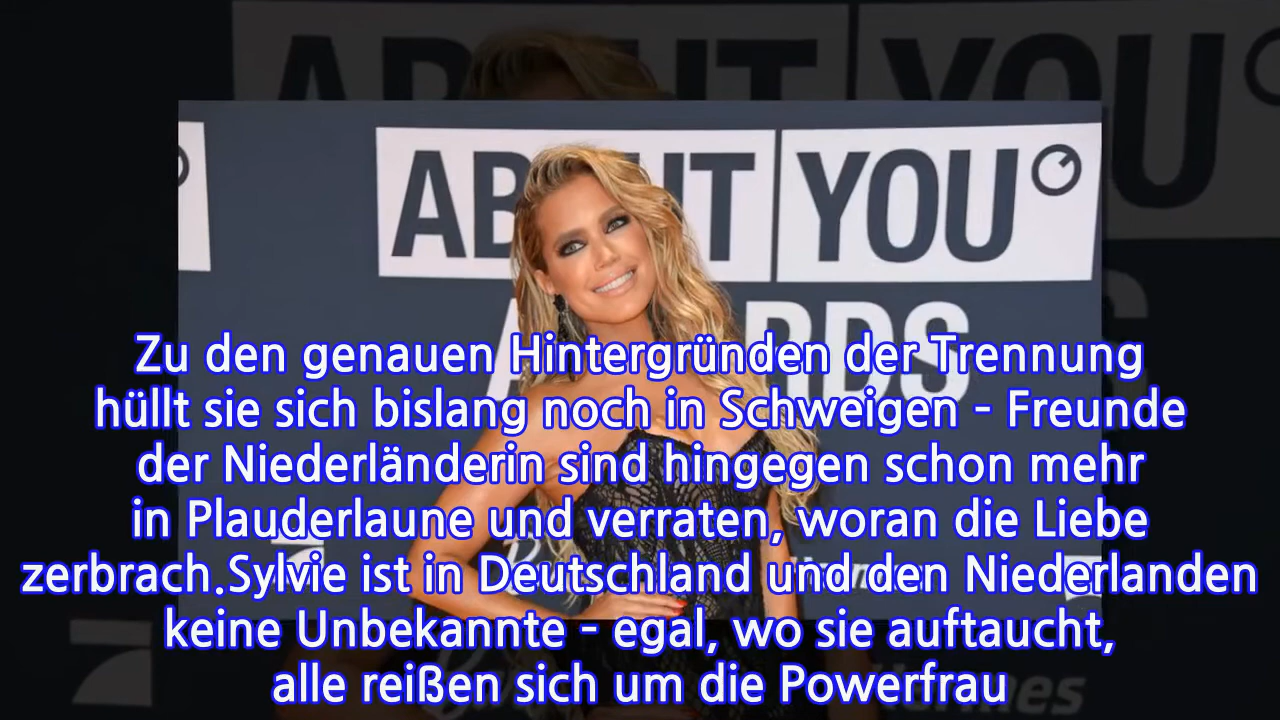 ABOUT YOU
ABOUT YOU
AWARDS
Zu den genauen Hintergründen der Trennung
hüllt sie sich bislang noch in Schweigen - Freunde
der Niederländerin sind hingegen schon mehr
in Plauderlaune und verraten, woran die Liebe
zerbrach.Sylvie ist in Deutschland und den Niederlanden
keine Unbekannte - egal, wo sie auftaucht,
alle reißen sich um die Powerfrau